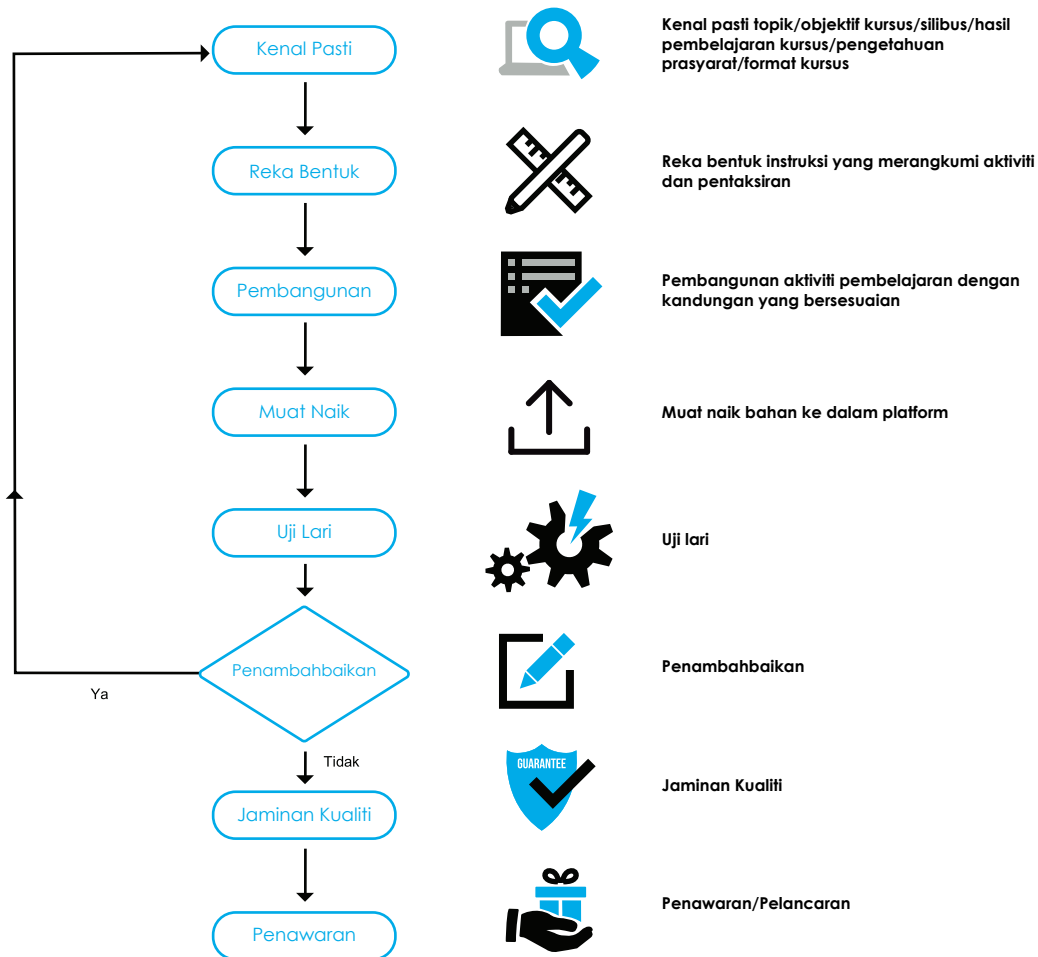 Kenal Pasti
Kenal pasti topik/objektif kursus/silibus/hasil
pembelajaran kursus/pengetahuan
prasyarat/format kursus
Reka Bentuk
Reka bentuk instruksi yang merangkumi aktiviti
dan pentaksiran
Pembangunan
Pembangunan aktiviti pembelajaran dengan
kandungan yang bersesuaian
Muat Naik
Muat naik bahan ke dalam platform
Uji Lari
Uji lari
Penambahbaikan
Penambahbaikan
Ya
Tidak
GUARANTEE
Jaminan Kualiti
Jaminan Kualiti
Penawaran
Penawaran/Pelancaran